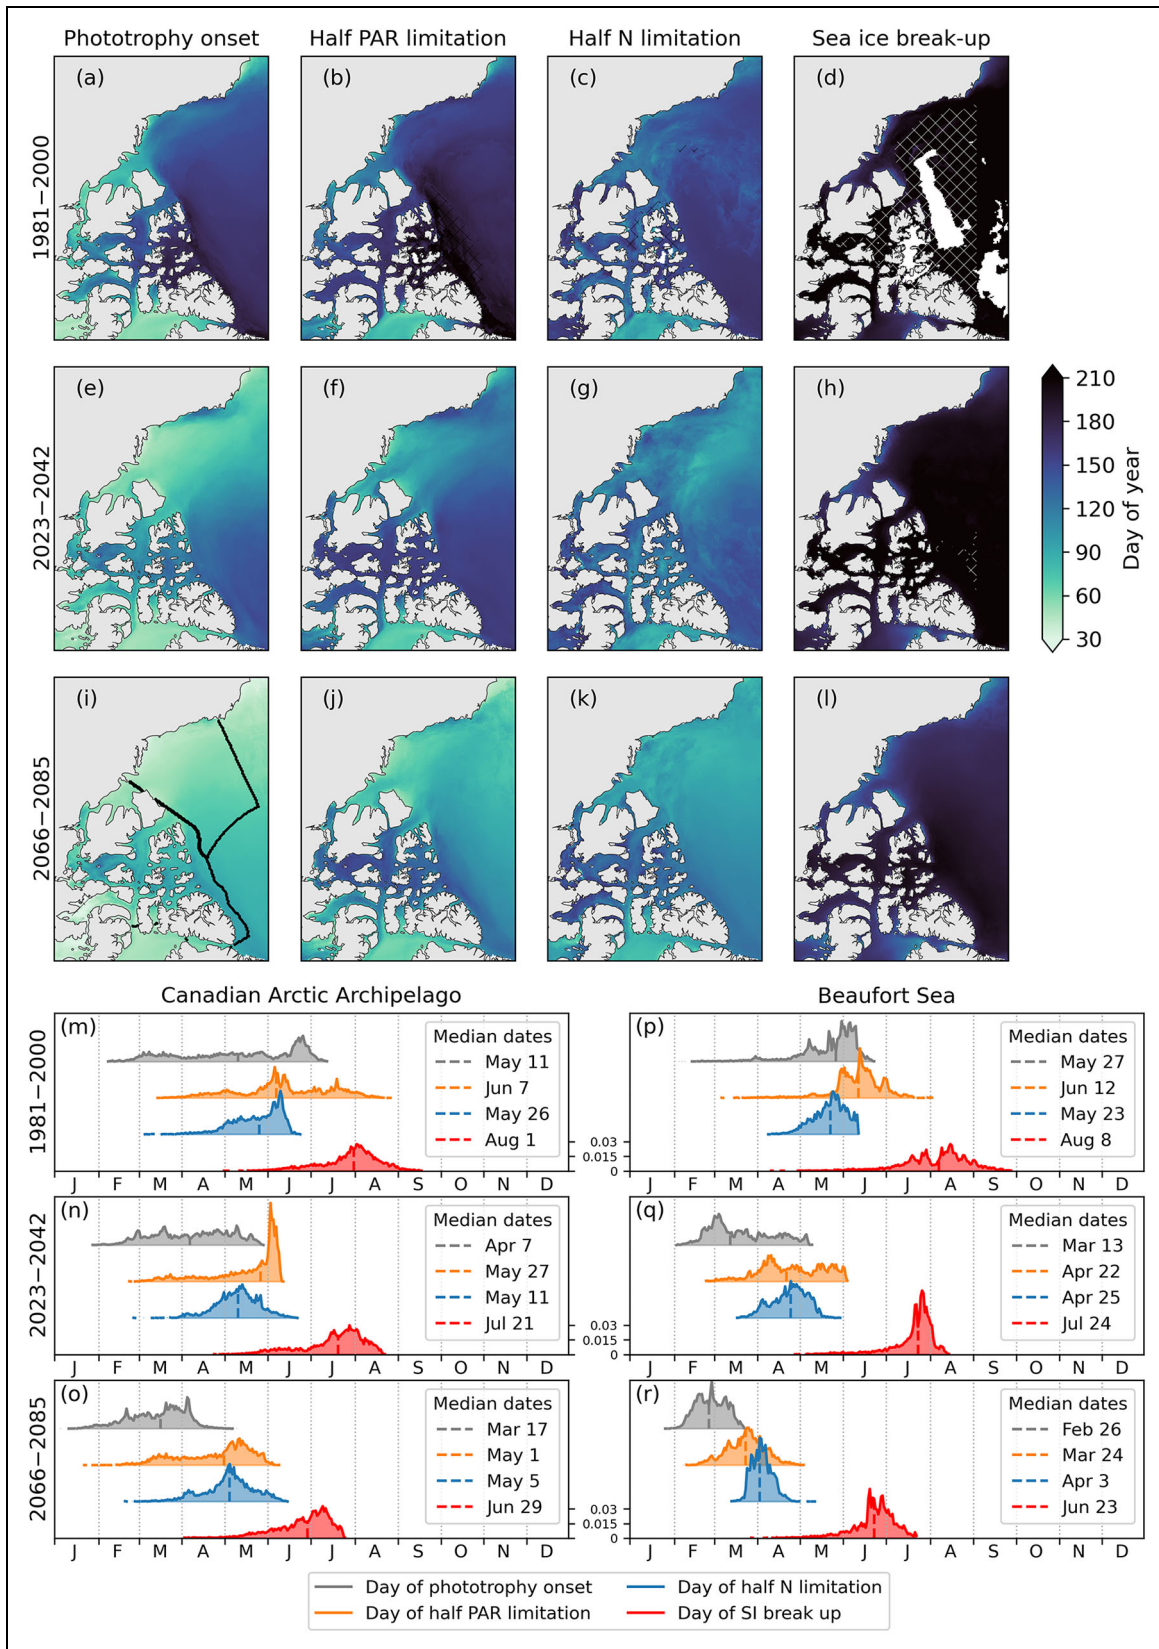 Phototrophy onset Half PAR limitation Half N limitation Sea ice break-up
1981−2000
(a) (b) (c) (d)
2023−2042
(e) (f) (g) (h)
2066−2085
(i) (j) (k) (l)
210
180
150
120
90
60
30
Day of year
Canadian Arctic Archipelago Beaufort Sea
1981−2000
(m)
Median dates
May 11
Jun 7
May 26
Aug 1
J F M A M J J A S O N D
0.03
0.015
0
(p)
Median dates
May 27
Jun 12
May 23
Aug 8
J F M A M J J A S O N D
2023−2042
(n)
Median dates
Apr 7
May 27
May 11
Jul 21
J F M A M J J A S O N D
0.03
0.015
0
(q)
Median dates
Mar 13
Apr 22
Apr 25
Jul 24
J F M A M J J A S O N D
2066−2085
(o)
Median dates
Mar 17
May 1
May 5
Jun 29
J F M A M J J A S O N D
0.03
0.015
0
(r)
Median dates
Feb 26
Mar 24
Apr 3
Jun 23
J F M A M J J A S O N D
Day of phototrophy onset Day of half N limitation
Day of half PAR limitation Day of SI break up